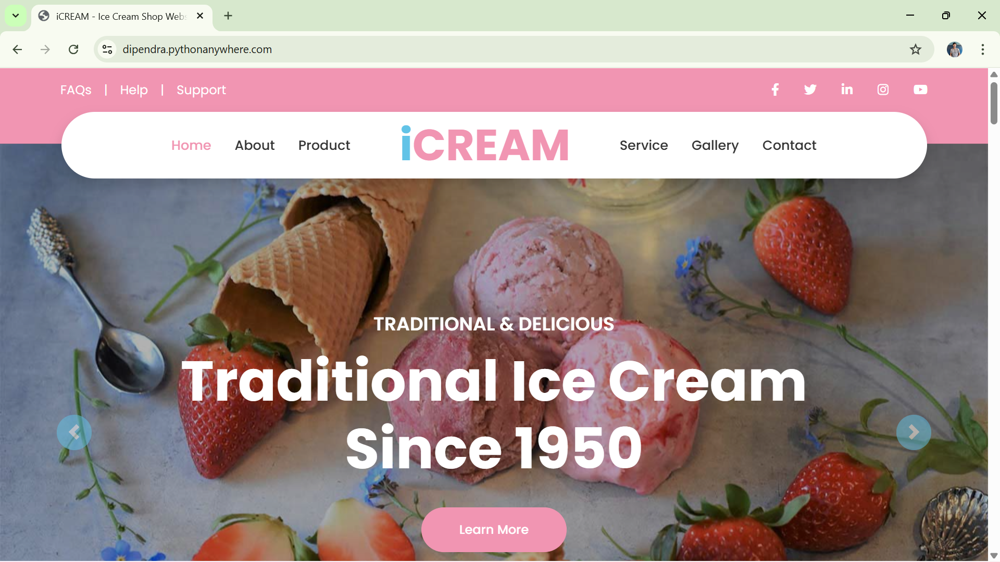 iCREAM - Ice Cream Shop Webs
dipendra.pythonanywhere.com
FAQs | Help | Support
Home About Product iCREAM Service Gallery Contact
TRADITIONAL & DELICIOUS
Traditional Ice Cream
Since 1950
Learn More